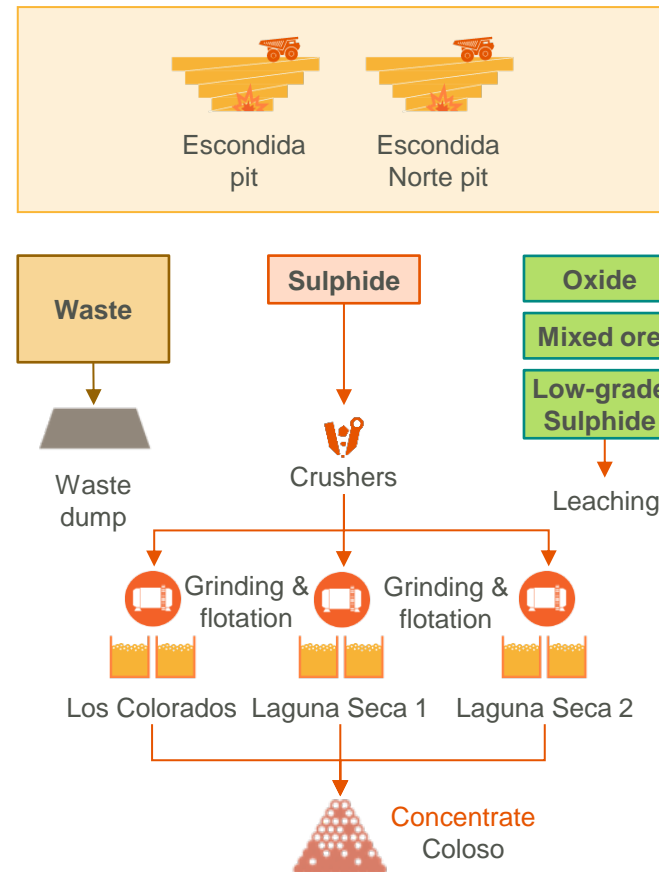 Escondida
pit
Escondida
Norte pit
Waste
Sulphide
Oxide
Mixed ore
Low-grade
Sulphide
Waste
dump
Crushers
Leaching
Grinding &
flotation
Grinding &
flotation
Los Colorados
Laguna Seca 1
Laguna Seca 2
Concentrate
Coloso